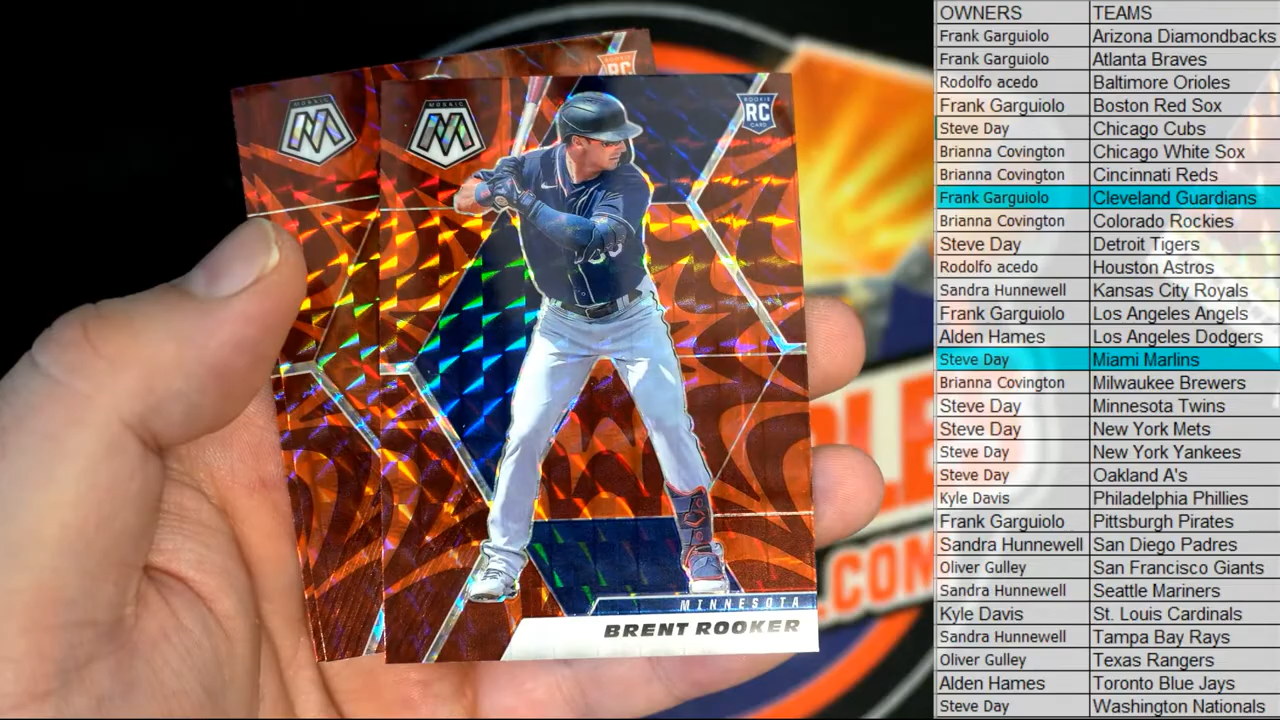 MOSAIC
MOSAIC
RC
ROOKIE
RC
CARD
MINNESOTA
BRENT ROOKER
.COM
OWNERS TEAMS
Frank Garguiolo Arizona Diamondbacks
Frank Garguiolo Atlanta Braves
Rodolfo acedo Baltimore Orioles
Frank Garguiolo Boston Red Sox
Steve Day Chicago Cubs
Brianna Covington Chicago White Sox
Brianna Covington Cincinnati Reds
Frank Garguiolo Cleveland Guardians
Brianna Covington Colorado Rockies
Steve Day Detroit Tigers
Rodolfo acedo Houston Astros
Sandra Hunnewell Kansas City Royals
Frank Garguiolo Los Angeles Angels
Alden Hames Los Angeles Dodgers
Steve Day Miami Marlins
Brianna Covington Milwaukee Brewers
Steve Day Minnesota Twins
Steve Day New York Mets
Steve Day New York Yankees
Steve Day Oakland A's
Kyle Davis Philadelphia Phillies
Frank Garguiolo Pittsburgh Pirates
Sandra Hunnewell San Diego Padres
Oliver Gulley San Francisco Giants
Sandra Hunnewell Seattle Mariners
Kyle Davis St. Louis Cardinals
Sandra Hunnewell Tampa Bay Rays
Oliver Gulley Texas Rangers
Alden Hames Toronto Blue Jays
Steve Day Washington Nationals